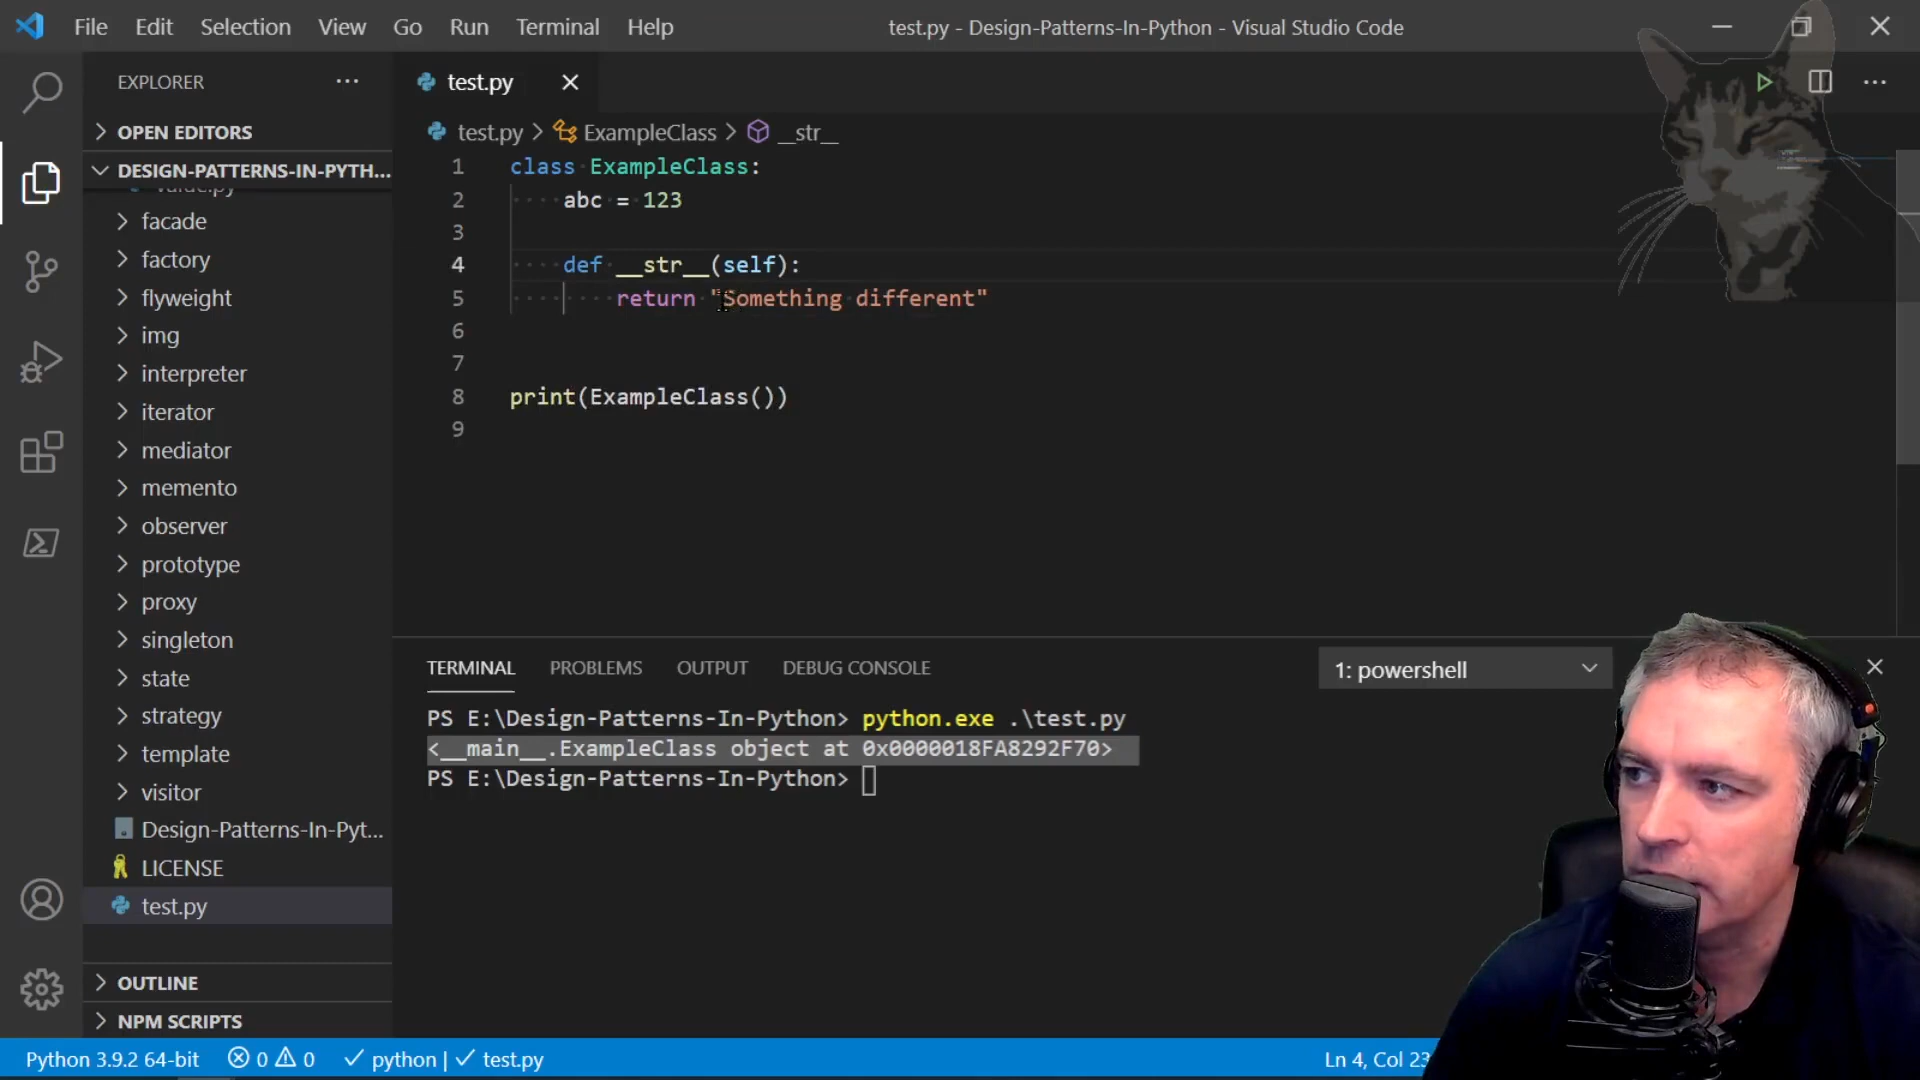 File Edit Selection View Go Run Terminal Help test.py - Design-Patterns-In-Python - Visual Studio Code
EXPLORER ···
test.py
OPEN EDITORS
test.py > ExampleClass > __str__
DESIGN-PATTERNS-IN-PYTH...
value.py
facade
factory
flyweight
img
interpreter
iterator
mediator
memento
observer
prototype
proxy
singleton
state
strategy
template
visitor
Design-Patterns-In-Pyt...
LICENSE
test.py
OUTLINE
NPM SCRIPTS
1 class ExampleClass:
2 abc = 123
3
4 def __str__(self):
5 return "Something different"
6
7
8 print(ExampleClass())
9
TERMINAL PROBLEMS OUTPUT DEBUG CONSOLE 1: powershell
PS E:\Design-Patterns-In-Python> python.exe .\test.py
<__main__.ExampleClass object at 0x0000018FA8292F70>
PS E:\Design-Patterns-In-Python>
Python 3.9.2 64-bit 0 0 python | test.py Ln 4, Col 23